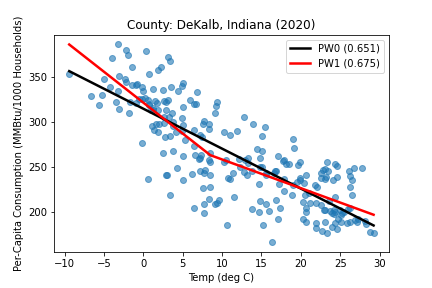 County: DeKalb, Indiana (2020)
PW0 (0.651)
PW1 (0.675)
Per-Capita Consumption (MMBtu/1000 Households)
350
300
250
200
−10 −5 0 5 10 15 20 25 30
Temp (deg C)